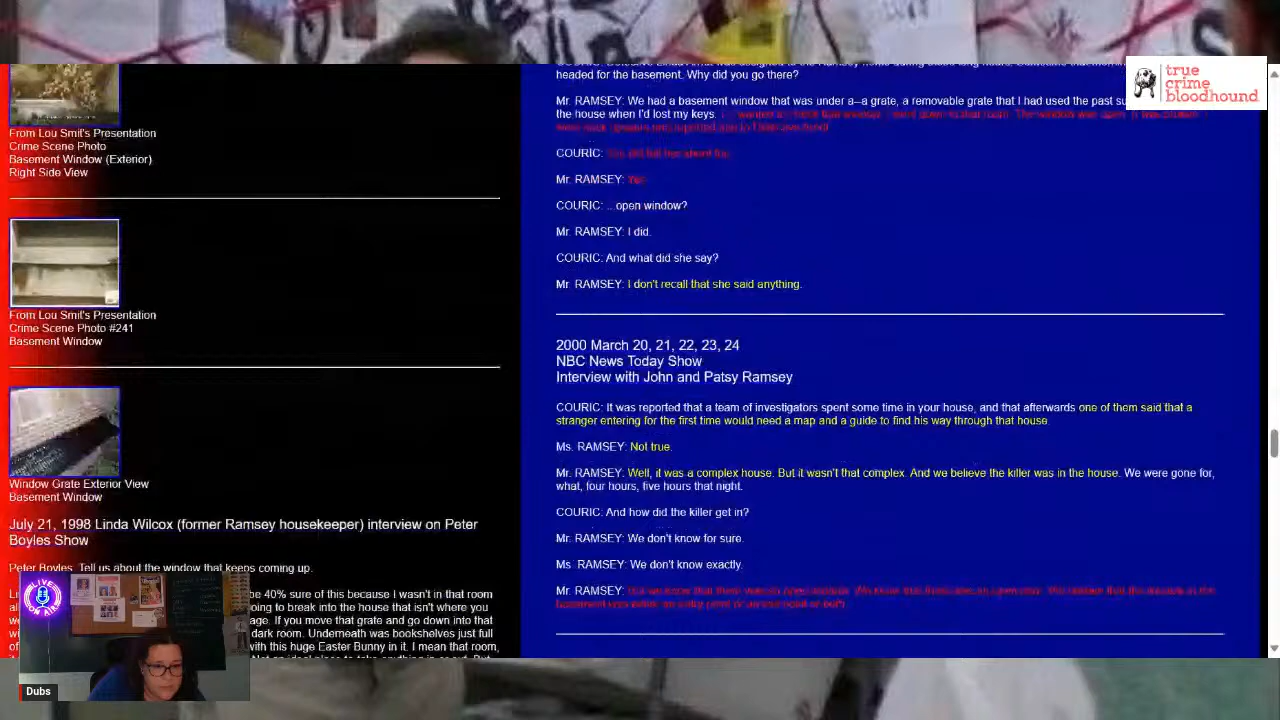 true
crime
bloodhound
From Lou Smit's Presentation
Crime Scene Photo
Basement Window (Exterior)
Right Side View
From Lou Smit's Presentation
Crime Scene Photo #241
Basement Window
Window Grate Exterior View
Basement Window
July 21, 1998 Linda Wilcox (former Ramsey housekeeper) interview on Peter
Boyles Show
Peter Boyles. Tell us about the window that keeps coming up.
be 40% sure of this because I wasn't in that room
oing to break into the house that isn't where you
age. If you move that grate and go down into that
dark room. Underneath was bookshelves just full
with this huge Easter Bunny in it. I mean that room,
LIVE
ON AIR
Dubs
headed for the basement. Why did you go there?
Mr. RAMSEY: We had a basement window that was under a--a grate, a removable grate that I had used the past
the house when I'd lost my keys.
COURIC:
Mr. RAMSEY: Yes
COURIC: ...open window?
Mr. RAMSEY: I did.
COURIC: And what did she say?
Mr. RAMSEY: I don't recall that she said anything.
2000 March 20, 21, 22, 23, 24
NBC News Today Show
Interview with John and Patsy Ramsey
COURIC: It was reported that a team of investigators spent some time in your house, and that afterwards one of them said that a
stranger entering for the first time would need a map and a guide to find his way through that house.
Ms. RAMSEY: Not true.
Mr. RAMSEY: Well, it was a complex house. But it wasn't that complex. And we believe the killer was in the house. We were gone for,
what, four hours, five hours that night.
COURIC: And how did the killer get in?
Mr. RAMSEY: We don't know for sure.
Ms. RAMSEY: We don't know exactly.
Mr. RAMSEY: